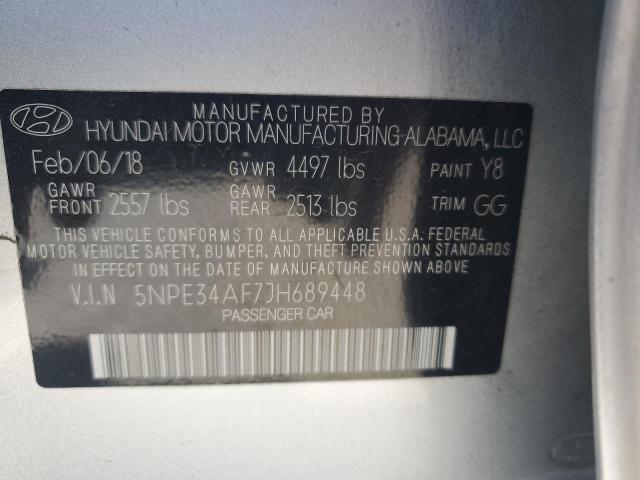 MANUFACTURED BY
HYUNDAI MOTOR MANUFACTURING-ALABAMA, LLC
Feb/06/18 GVWR 4497 lbs PAINT Y8
GAWR FRONT 2557 lbs GAWR REAR 2513 lbs TRIM GG
THIS VEHICLE CONFORMS TO ALL APPLICABLE U.S.A. FEDERAL
MOTOR VEHICLE SAFETY, BUMPER, AND THEFT PREVENTION STANDARDS
IN EFFECT ON THE DATE OF MANUFACTURE SHOWN ABOVE
V.I.N 5NPE34AF7JH689448
PASSENGER CAR